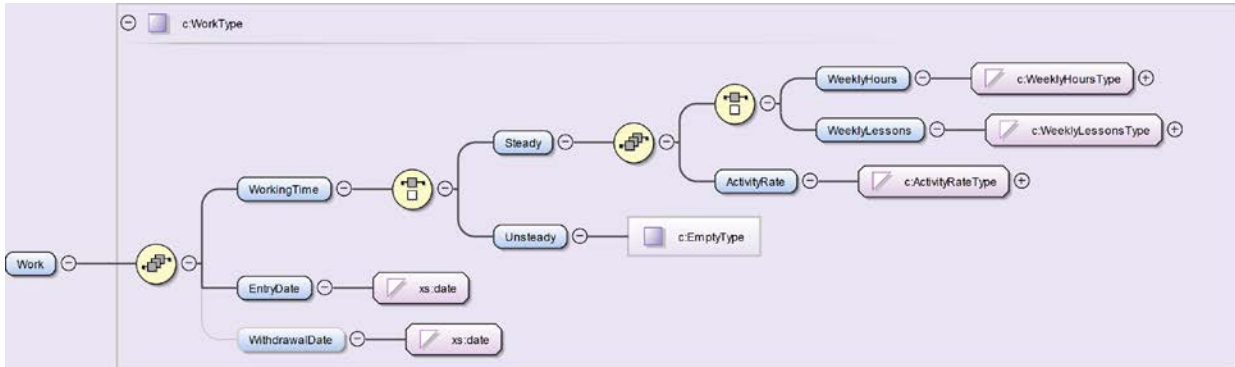 c:WorkType
WeeklyHours
c:WeeklyHoursType
WeeklyLessons
c:WeeklyLessonsType
Steady
ActivityRate
c:ActivityRateType
WorkingTime
Unsteady
c:EmptyType
Work
EntryDate
xs:date
WithdrawalDate
xs:date